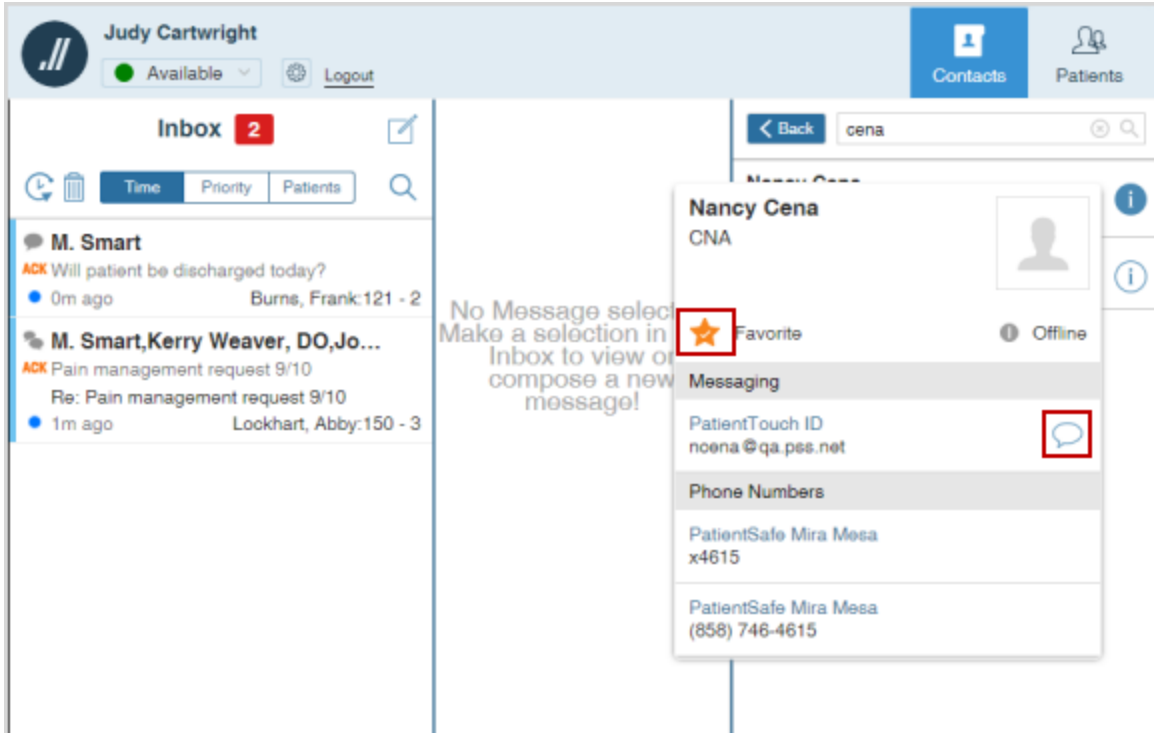 Judy Cartwright
Available
Logout
Contacts
Patients
Inbox 2
Time Priority Patients
M. Smart
ACK Will patient be discharged today?
0m ago Burns, Frank:121 - 2
M. Smart,Kerry Weaver, DO,Jo...
ACK Pain management request 9/10
Re: Pain management request 9/10
1m ago Lockhart, Abby:150 - 3
No Message selec
Make a selection in
Inbox to view or
compose a new
message!
Back cena
Nancy Cena
Nancy Cena
CNA
Favorite Offline
Messaging
PatientTouch ID
ncena@qa.pss.net
Phone Numbers
PatientSafe Mira Mesa
x4615
PatientSafe Mira Mesa
(858) 746-4615